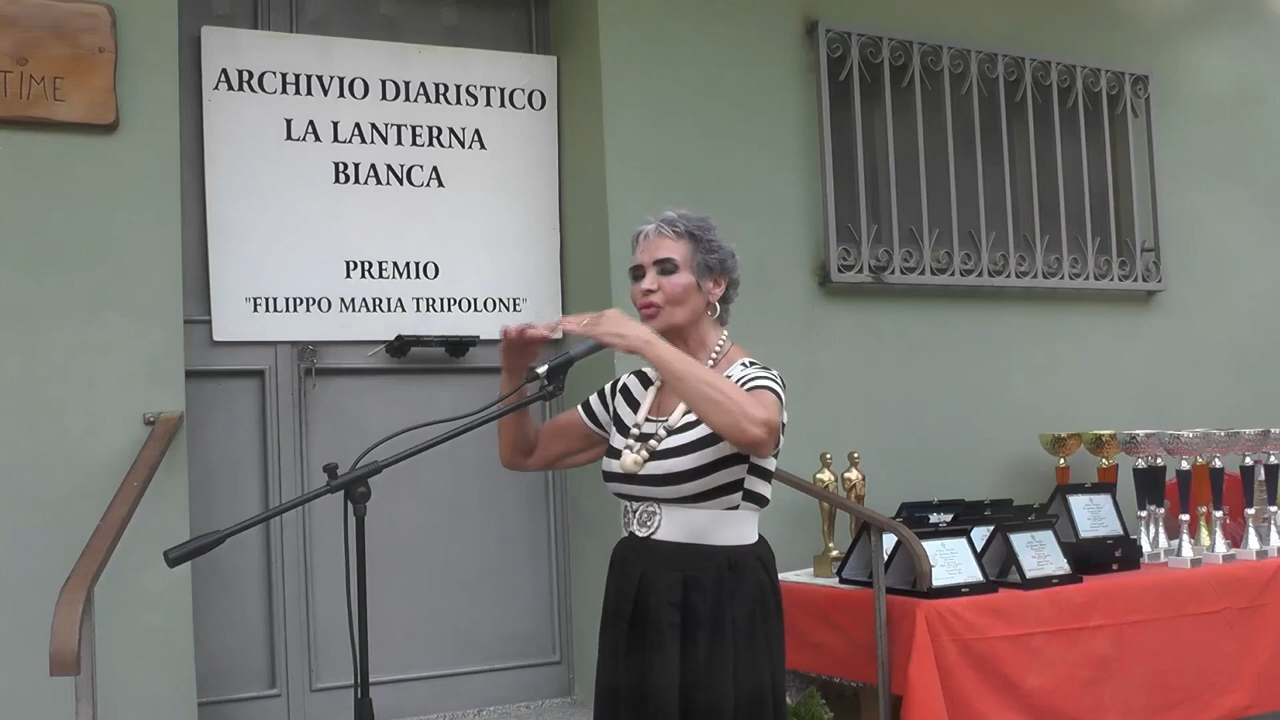 TIME
ARCHIVIO DIARISTICO
LA LANTERNA
BIANCA
PREMIO
"FILIPPO MARIA TRIPOLONE"